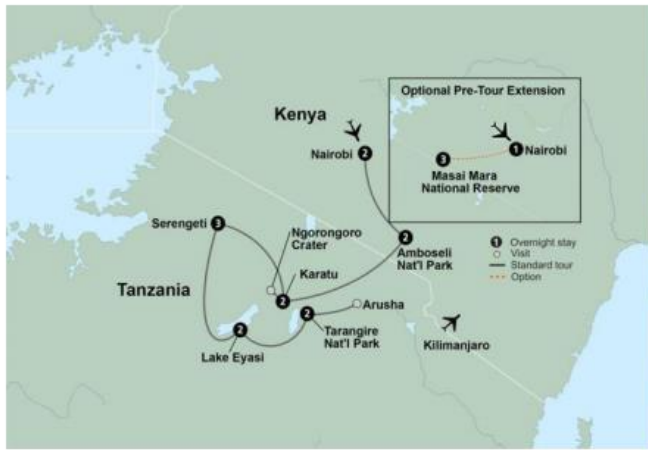 Optional Pre-Tour Extension
Kenya
Nairobi
2
1
Nairobi
3
Masai Mara
National Reserve
Serengeti
3
Ngorongoro
Crater
2
Amboseli
Nat'l Park
1 Overnight stay
Visit
Standard tour
Option
Karatu
2
Tanzania
Arusha
2
Tarangire
Nat'l Park
2
Lake Eyasi
Kilimanjaro